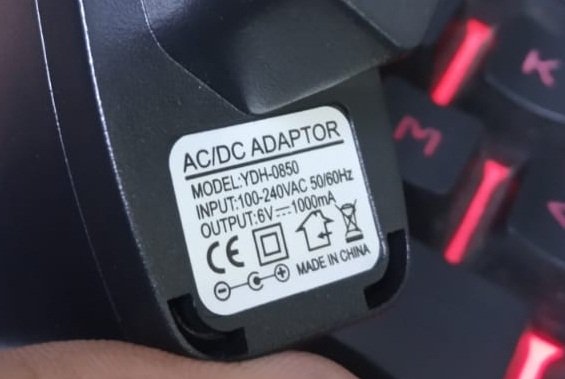 AC/DC ADAPTOR
MODEL:YDH-0850
INPUT:100-240VAC 50/60Hz
OUTPUT:6V⎓1000mA
CE
MADE IN CHINA
K
M